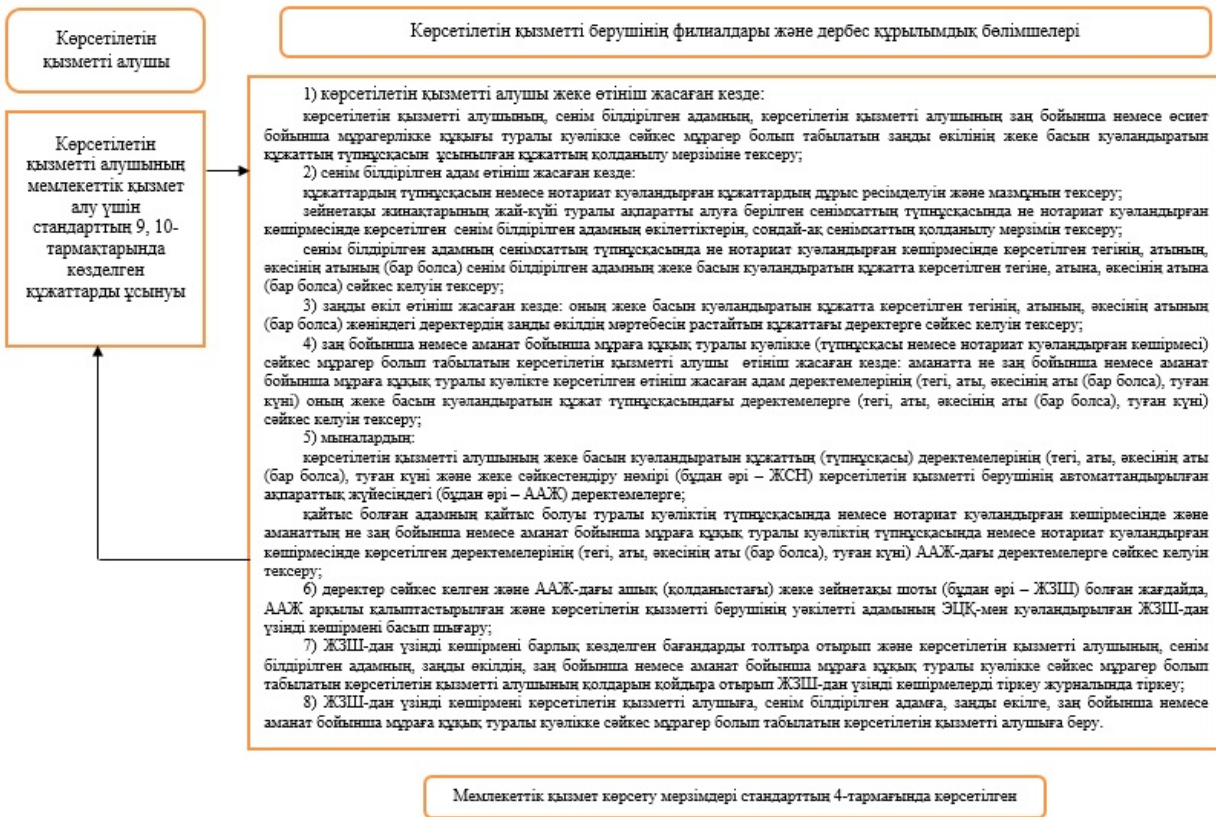 Көрсетілетін
қызметті алушы
Көрсетілетін қызметті берушінің филиалдары және дербес құрылымдық бөлімшелері
Көрсетілетін
қызметті алушының
мемлекеттік қызмет
алу үшін
стандарттың 9, 10-
тармақтарында
көзделген
құжаттарды ұсынуы
1) көрсетілетін қызметті алушы жеке өтініш жасаған кезде:
көрсетілетін қызметті алушының, сенім білдірілген адамның, көрсетілетін қызметті алушының заң бойынша немесе өсиет
бойынша мұрагерлікке құқығы туралы куәлікке сәйкес мұрагер болып табылатын заңды өкілінің жеке басын куәландыратын
құжаттың түпнұсқасын ұсынылған құжаттың қолданылу мерзіміне тексеру;
2) сенім білдірілген адам өтініш жасаған кезде:
құжаттардың түпнұсқасын немесе нотариат куәландырған құжаттардың дұрыс ресімделуін және мазмұнын тексеру;
зейнетақы жинақтарының жай-күйі туралы ақпаратты алуға берілген сенімхаттың түпнұсқасында не нотариат куәландырған
көшірмесінде көрсетілген сенім білдірілген адамның өкілеттіктерін, сондай-ақ сенімхаттың қолданылу мерзімін тексеру;
сенім білдірілген адамның сенімхаттың түпнұсқасында не нотариат куәландырған көшірмесінде көрсетілген тегінің, атының,
әкесінің атының (бар болса) сенім білдірілген адамның жеке басын куәландыратын құжатта көрсетілген тегіне, атына, әкесінің атына
(бар болса) сәйкес келуін тексеру;
3) заңды өкіл өтініш жасаған кезде: оның жеке басын куәландыратын құжатта көрсетілген тегінің, атының, әкесінің атының
(бар болса) жөніндегі деректердің заңды өкілдің мәртебесін растайтын құжаттағы деректерге сәйкес келуін тексеру;
4) заң бойынша немесе аманат бойынша мұраға құқық туралы куәлікке (түпнұсқасы немесе нотариат куәландырған көшірмесі)
сәйкес мұрагер болып табылатын көрсетілетін қызметті алушы өтініш жасаған кезде: аманатта не заң бойынша немесе аманат
бойынша мұраға құқық туралы куәлікте көрсетілген өтініш жасаған адам деректемелерінің (тегі, аты, әкесінің аты (бар болса), туған
күні) оның жеке басын куәландыратын құжат түпнұсқасындағы деректемелерге (тегі, аты, әкесінің аты (бар болса), туған күні)
сәйкес келуін тексеру;
5) мыналардың:
көрсетілетін қызметті алушының жеке басын куәландыратын құжаттың (түпнұсқасы) деректемелерінің (тегі, аты, әкесінің аты
(бар болса), туған күні және жеке сәйкестендіру нөмірі (бұдан әрі – ЖСН) көрсетілетін қызметті берушінің автоматтандырылған
ақпараттық жүйесіндегі (бұдан әрі – ААЖ) деректемелерге;
қайтыс болған адамның қайтыс болуы туралы куәліктің түпнұсқасында немесе нотариат куәландырған көшірмесінде және
аманаттың не заң бойынша немесе аманат бойынша мұраға құқық туралы куәліктің түпнұсқасында немесе нотариат куәландырған
көшірмесінде көрсетілген деректемелерінің (тегі, аты, әкесінің аты (бар болса), туған күні) ААЖ-дағы деректемелерге сәйкес келуін
тексеру;
6) деректер сәйкес келген және ААЖ-дағы ашық (қолданыстағы) жеке зейнетақы шоты (бұдан әрі – ЖЗШ) болған жағдайда,
ААЖ арқылы қалыптастырылған және көрсетілетін қызметті берушінің уәкілетті адамының ЭЦҚ-мен куәландырылған ЖЗШ-дан
үзінді көшірмені басып шығару;
7) ЖЗШ-дан үзінді көшірмені барлық көзделген бағандарды толтыра отырып және көрсетілетін қызметті алушының, сенім
білдірілген адамның, заңды өкілдің, заң бойынша немесе аманат бойынша мұраға құқық туралы куәлікке сәйкес мұрагер болып
табылатын көрсетілетін қызметті алушының қолдарын қойдыра отырып ЖЗШ-дан үзінді көшірмелерді тіркеу журналында тіркеу;
8) ЖЗШ-дан үзінді көшірмені көрсетілетін қызметті алушыға, сенім білдірілген адамға, заңды өкілге, заң бойынша немесе
аманат бойынша мұраға құқық туралы куәлікке сәйкес мұрагер болып табылатын көрсетілетін қызметті алушыға беру.
Мемлекеттік қызмет көрсету мерзімдері стандарттың 4-тармағында көрсетілген